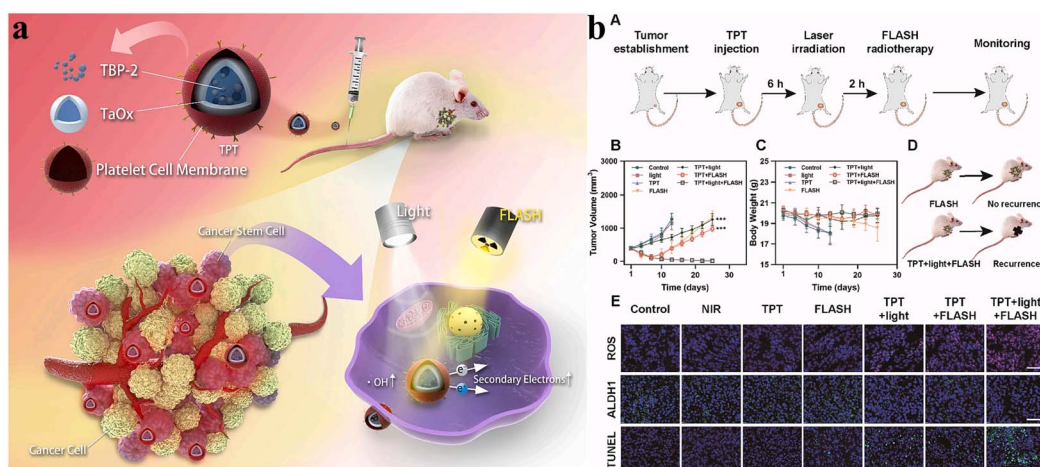 a
TBP-2
TaOx
Platelet Cell Membrane
TPT
Light
FLASH
Cancer Stem Cell
Cancer Cell
·OH↑
e⁻
e⁻
Secondary Electrons↑
b
A
Tumor establishment
TPT injection
Laser irradiation
FLASH radiotherapy
Monitoring
6 h
2 h
B
Tumor Volume (mm³)
2000
1500
1000
500
0
1
10
20
30
Time (days)
Control
light
TPT
FLASH
TPT+light
TPT+FLASH
TPT+light+FLASH
***
***
C
Body Weight (g)
25
23
21
19
17
15
1
10
20
30
Time (days)
Control
light
TPT
FLASH
TPT+light
TPT+FLASH
TPT+light+FLASH
D
FLASH
No recurrence
TPT+light+FLASH
Recurrence
E
Control
NIR
TPT
FLASH
TPT +light
TPT +FLASH
TPT+light +FLASH
ROS
ALDH1
TUNEL